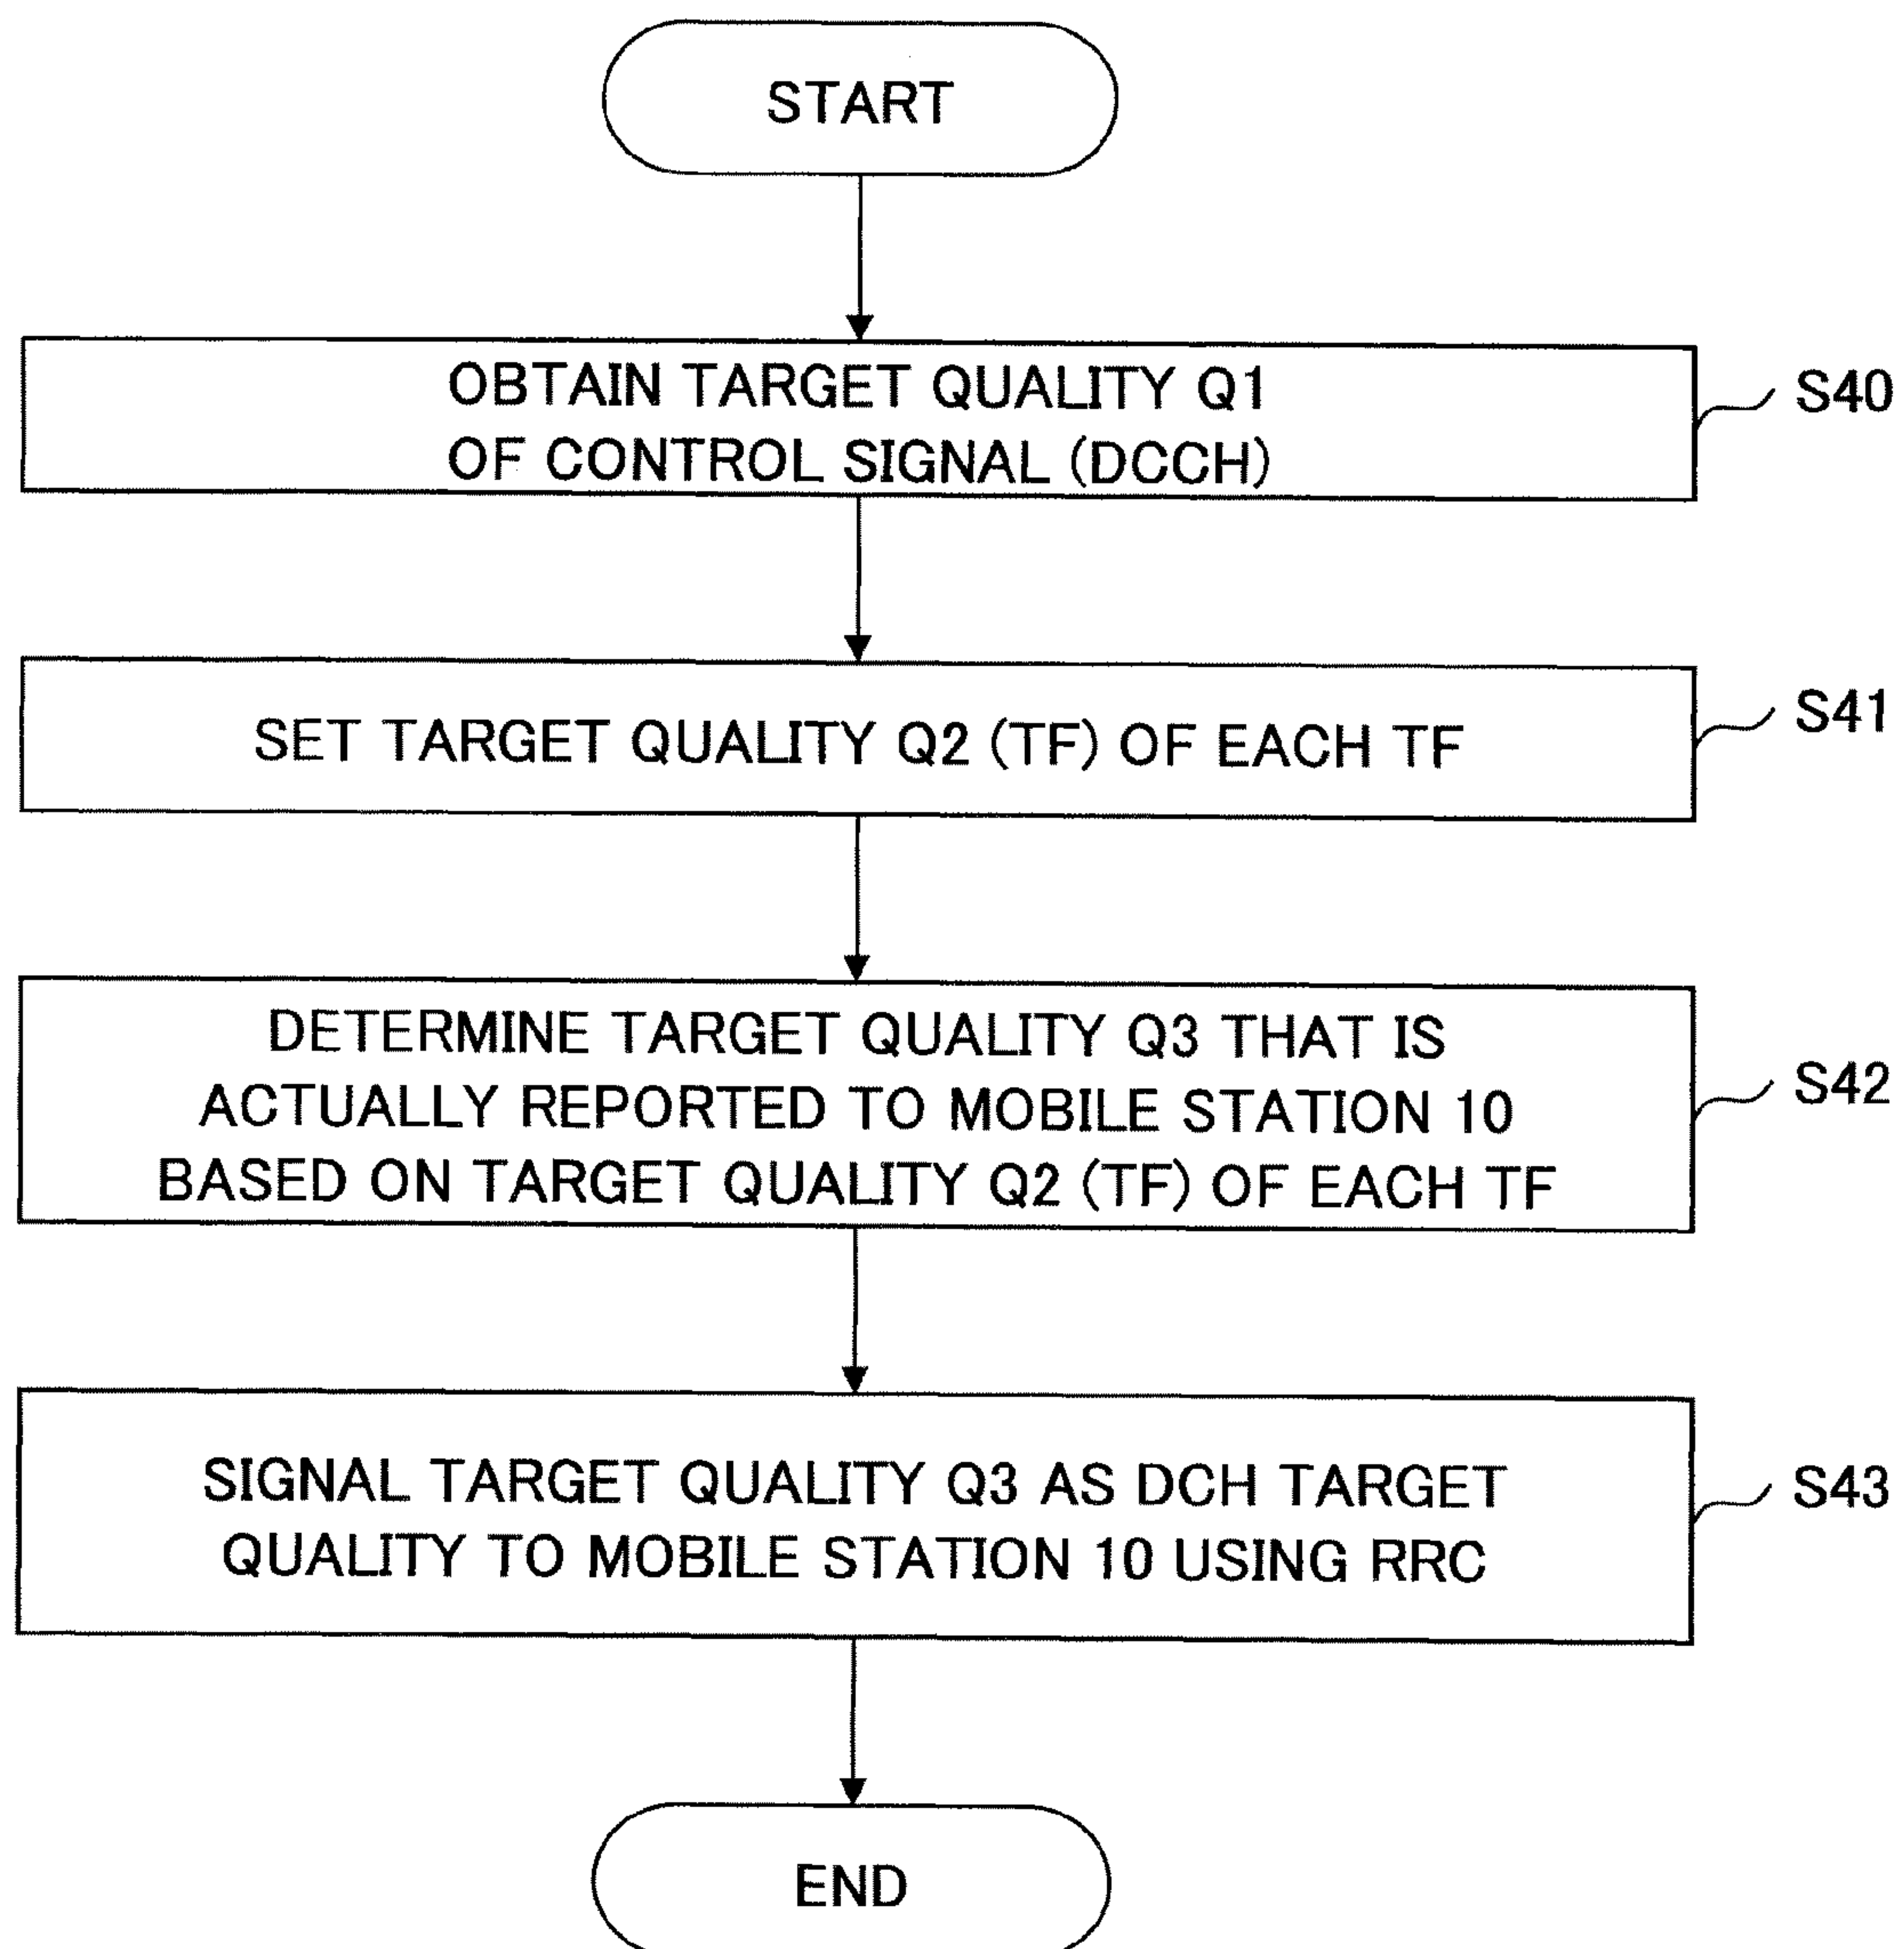 START
OBTAIN TARGET QUALITY Q1
OF CONTROL SIGNAL (DCCH)
S40
SET TARGET QUALITY Q2 (TF) OF EACH TF
S41
DETERMINE TARGET QUALITY Q3 THAT IS
ACTUALLY REPORTED TO MOBILE STATION 10
BASED ON TARGET QUALITY Q2 (TF) OF EACH TF
S42
SIGNAL TARGET QUALITY Q3 AS DCH TARGET
QUALITY TO MOBILE STATION 10 USING RRC
S43
END